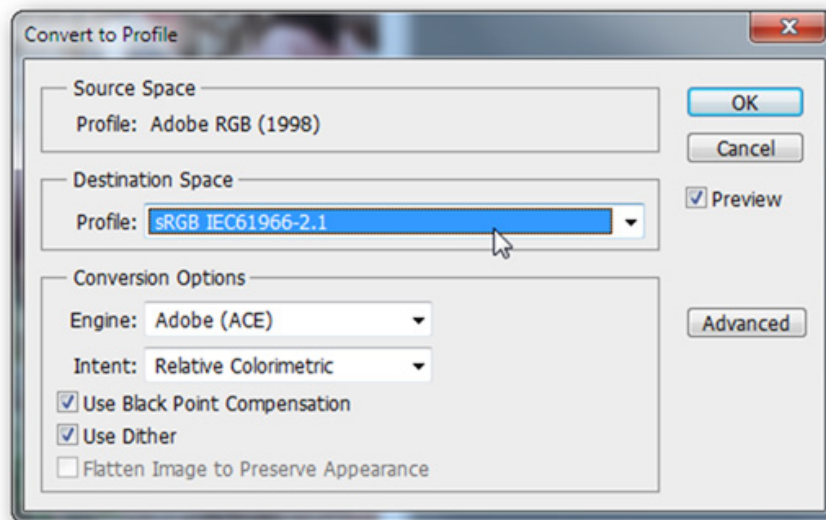 Convert to Profile
Source Space
Profile: Adobe RGB (1998)
OK
Cancel
Destination Space
Preview
Profile: sRGB IEC61966-2.1
Conversion Options
Engine: Adobe (ACE)
Advanced
Intent: Relative Colorimetric
Use Black Point Compensation
Use Dither
Flatten Image to Preserve Appearance